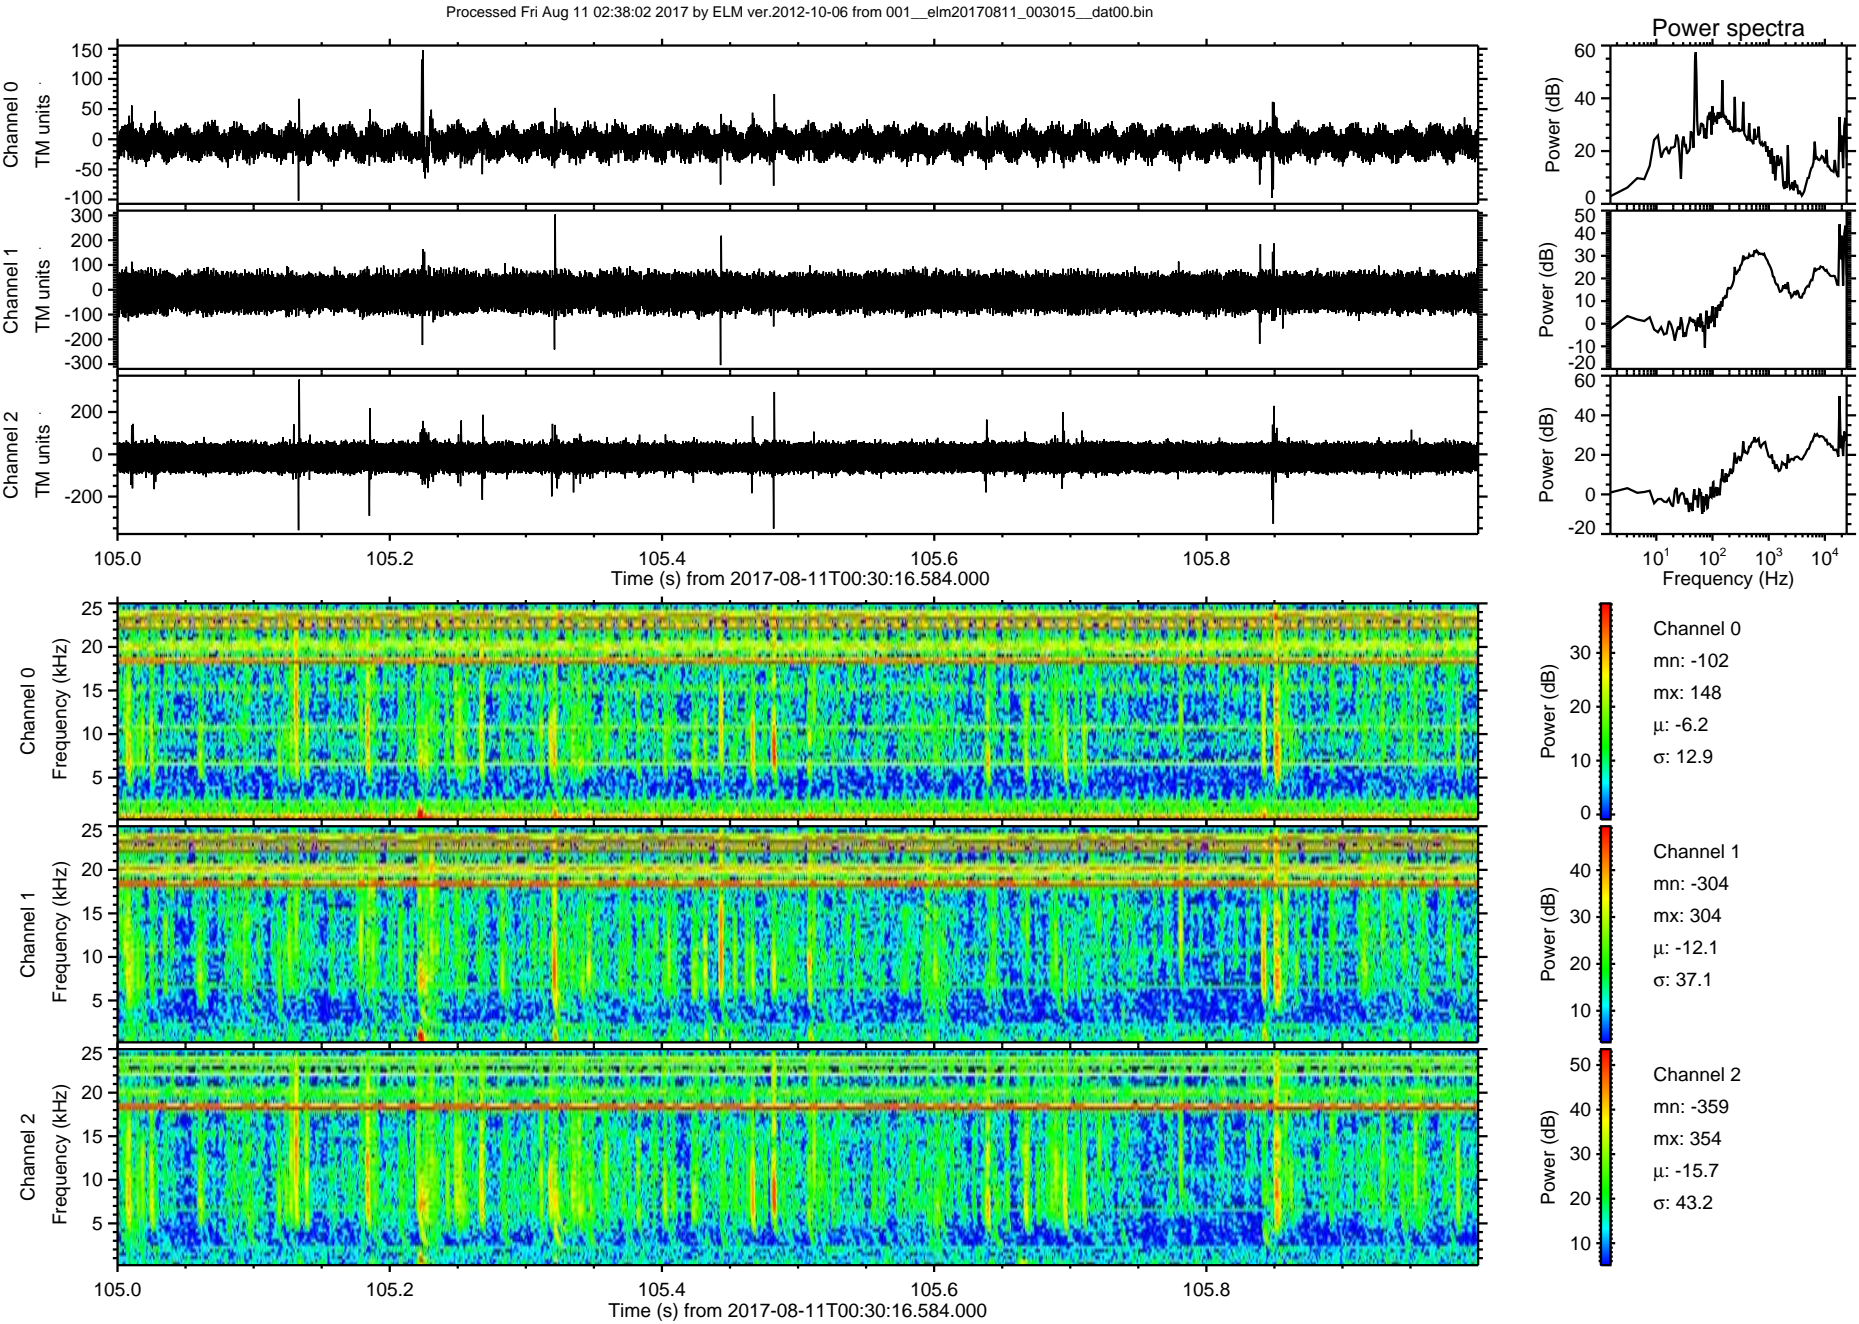 Processed Fri Aug 11 02:38:02 2017 by ELM ver.2012-10-06 from 001__elm20170811_003015__dat00.bin
Power spectra
Channel 0
TM units
150
100
50
0
-50
-100
Power (dB)
60
40
20
0
Channel 1
TM units
300
200
100
0
-100
-200
-300
Power (dB)
50
40
30
20
10
0
-10
-20
Channel 2
TM units
200
0
-200
Power (dB)
60
40
20
0
-20
105.0 105.2 105.4 105.6 105.8
Time (s) from 2017-08-11T00:30:16.584.000
10¹ 10² 10³ 10⁴
Frequency (Hz)
Channel 0
Frequency (kHz)
25
20
15
10
5
Power (dB)
30
20
10
0
Channel 0
mn: -102
mx: 148
μ: -6.2
σ: 12.9
Channel 1
Frequency (kHz)
25
20
15
10
5
Power (dB)
40
30
20
10
Channel 1
mn: -304
mx: 304
μ: -12.1
σ: 37.1
Channel 2
Frequency (kHz)
25
20
15
10
5
Power (dB)
50
40
30
20
10
Channel 2
mn: -359
mx: 354
μ: -15.7
σ: 43.2
105.0 105.2 105.4 105.6 105.8
Time (s) from 2017-08-11T00:30:16.584.000